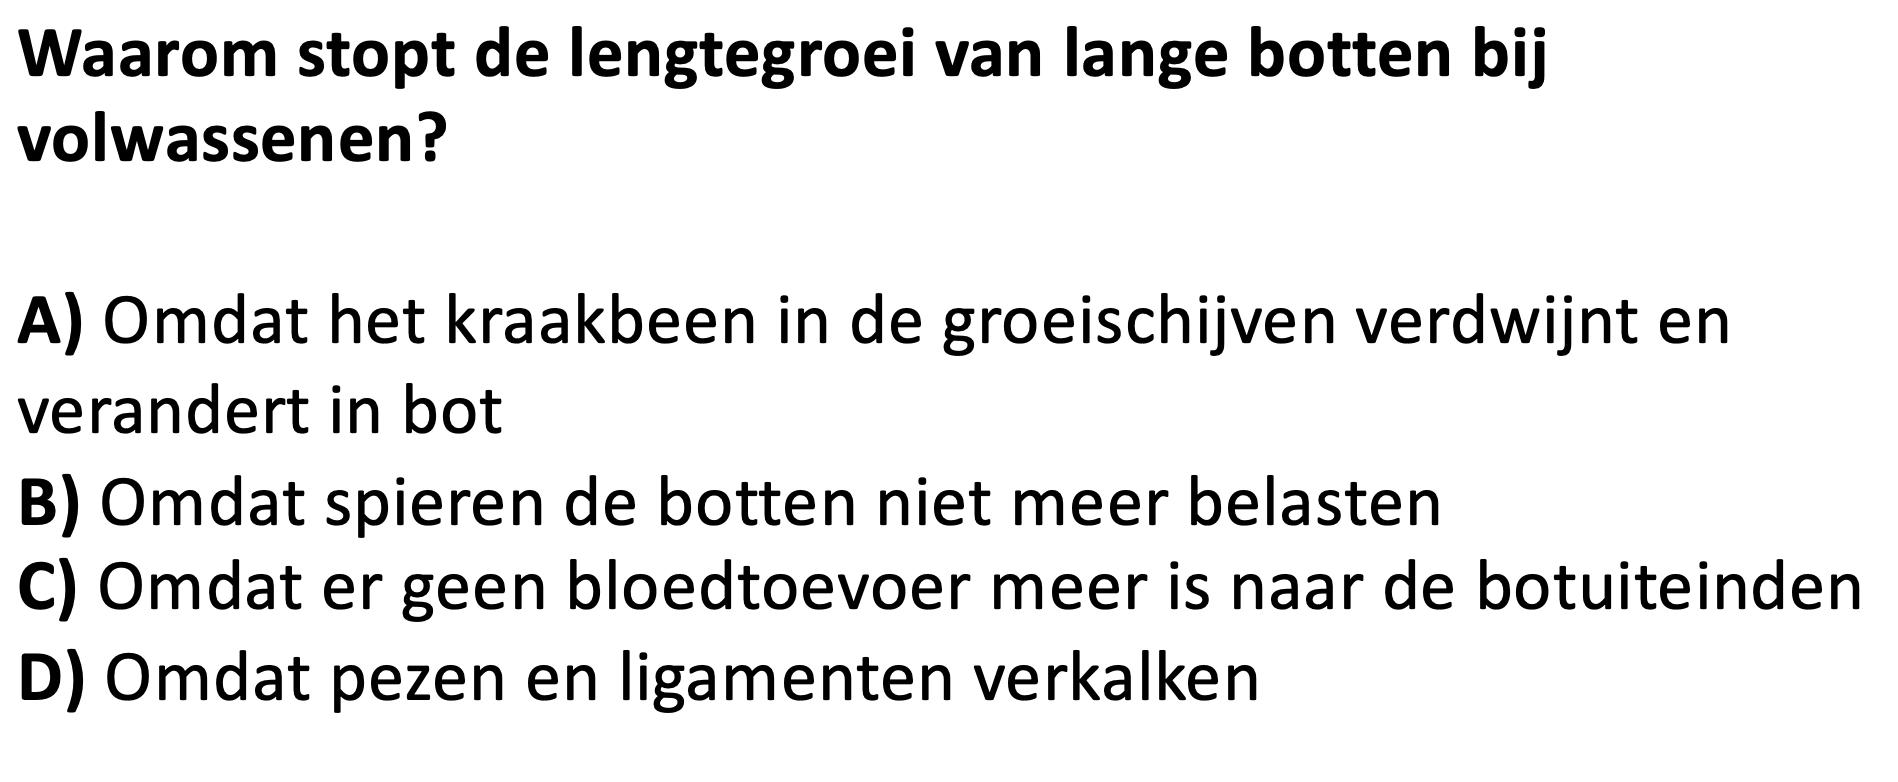 Waarom stopt de lengtegroei van lange botten bij
volwassenen?
A) Omdat het kraakbeen in de groeischijven verdwijnt en
verandert in bot
B) Omdat spieren de botten niet meer belasten
C) Omdat er geen bloedtoevoer meer is naar de botuiteinden
D) Omdat pezen en ligamenten verkalken